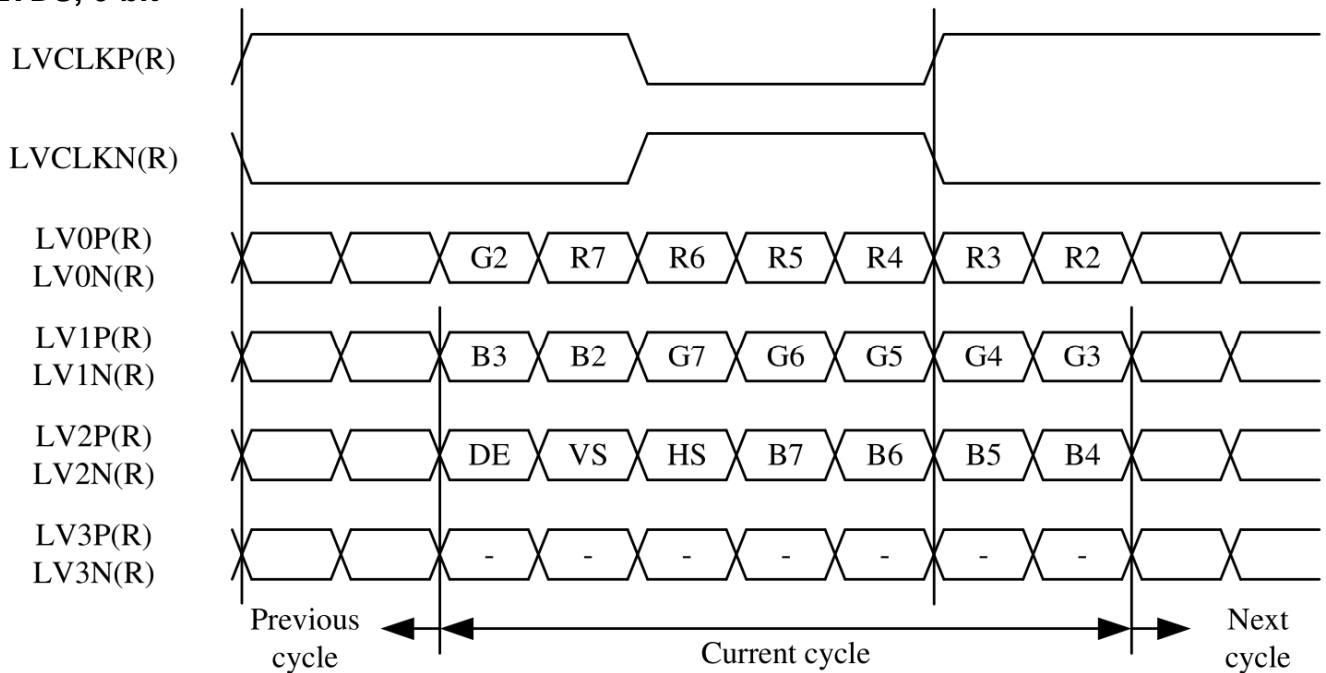 LVCLKP(R)
LVCLKN(R)
LV0P(R)
LV0N(R)
G2 R7 R6 R5 R4 R3 R2
LV1P(R)
LV1N(R)
B3 B2 G7 G6 G5 G4 G3
LV2P(R)
LV2N(R)
DE VS HS B7 B6 B5 B4
LV3P(R)
LV3N(R)
- - - - - - -
Previous
cycle
Current cycle
Next
cycle